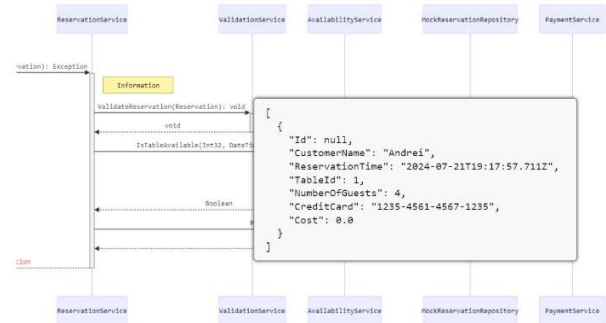 ReservationService
ValidationService
AvailabilityService
MockReservationRepository
PaymentService
vation): Exception
Information
ValidateReservation(Reservation): void
void
IsTableAvailable(Int32, DateTi
Boolean
tion
[
{
"Id": null,
"CustomerName": "Andrei",
"ReservationTime": "2024-07-21T19:17:57.711Z",
"TableId": 1,
"NumberOfGuests": 4,
"CreditCard": "1235-4561-4567-1235",
"Cost": 0.0
}
]
ReservationService
ValidationService
AvailabilityService
MockReservationRepository
PaymentService